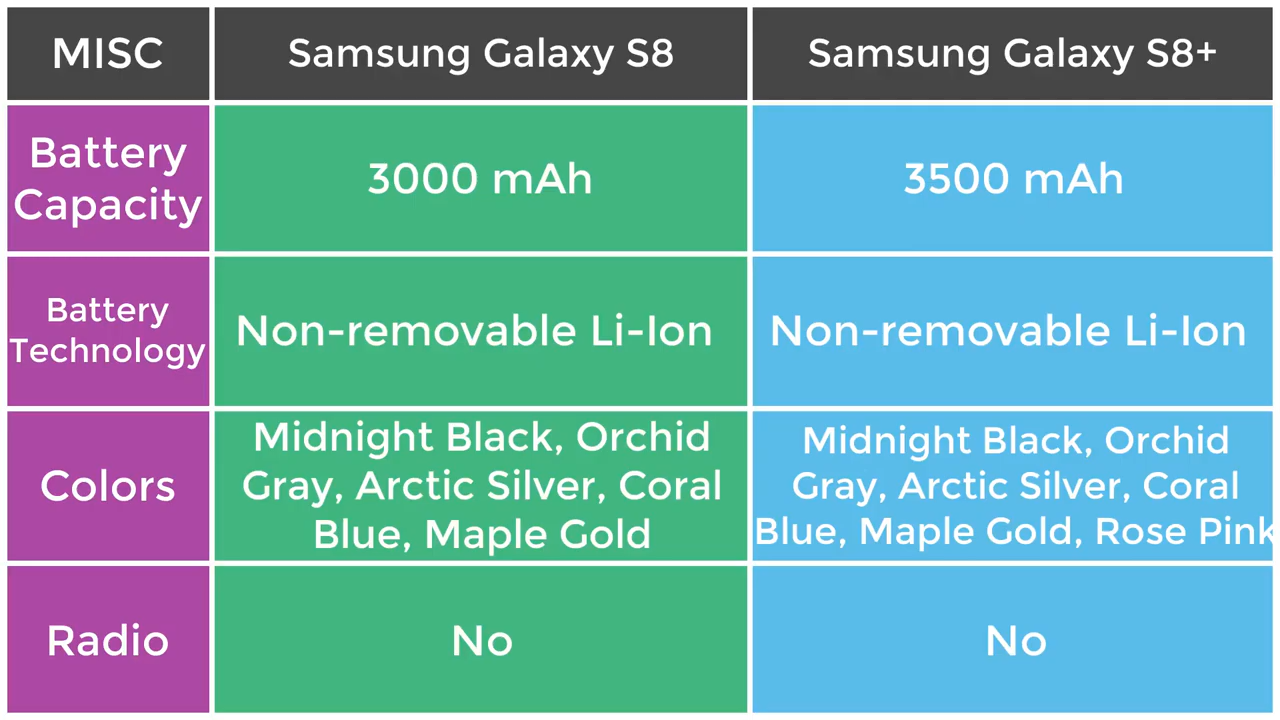 MISC
Samsung Galaxy S8
Samsung Galaxy S8+
Battery
Capacity
3000 mAh
3500 mAh
Battery
Technology
Non-removable Li-Ion
Non-removable Li-Ion
Colors
Midnight Black, Orchid
Gray, Arctic Silver, Coral
Blue, Maple Gold
Midnight Black, Orchid
Gray, Arctic Silver, Coral
Blue, Maple Gold, Rose Pink
Radio
No
No